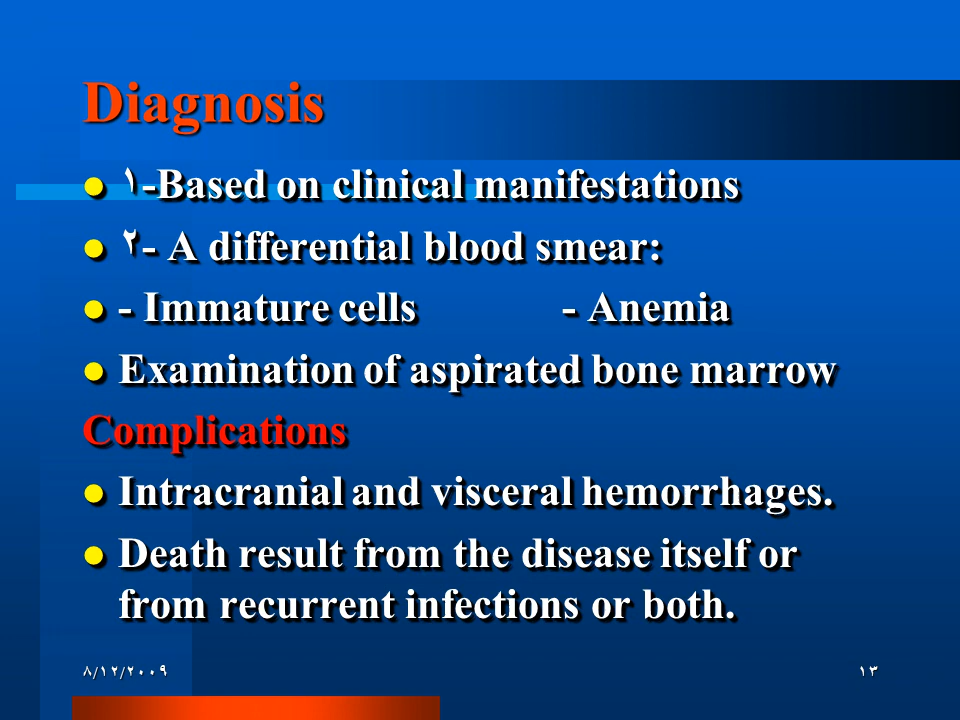 Diagnosis
● ١-Based on clinical manifestations
● ٢- A differential blood smear:
● - Immature cells - Anemia
● Examination of aspirated bone marrow
Complications
● Intracranial and visceral hemorrhages.
● Death result from the disease itself or
from recurrent infections or both.
٨/١٢/٢٠٠٩ ١٣